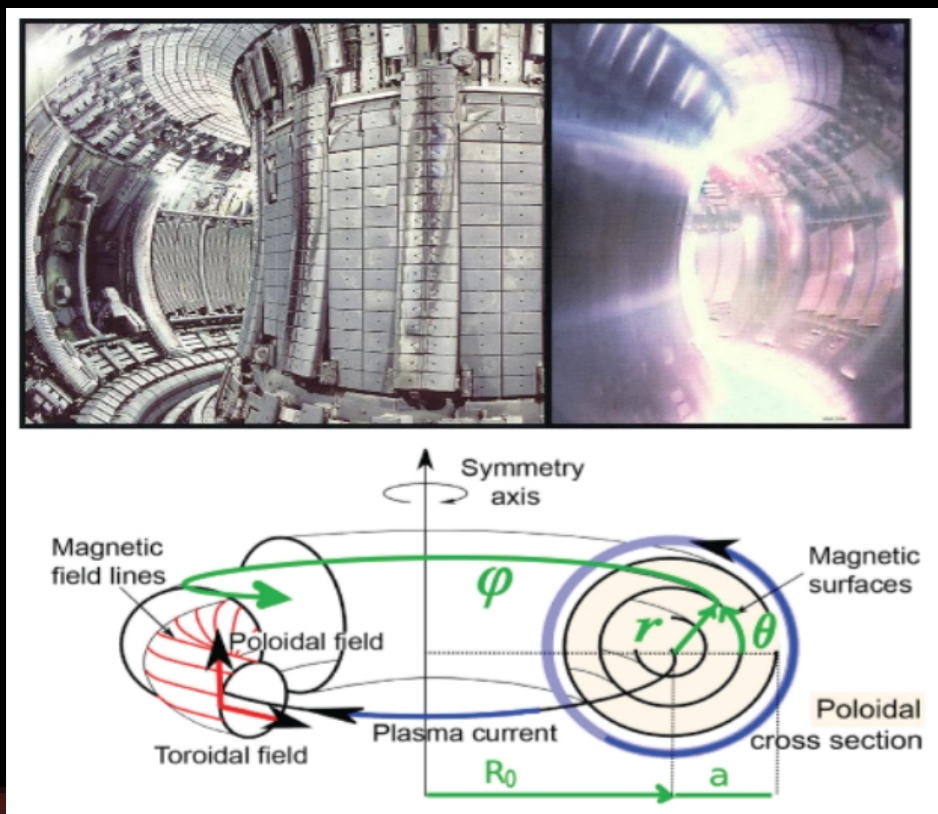 Symmetry
axis
Magnetic
field lines
φ
Magnetic
surfaces
Poloidal field
r
θ
Toroidal field
Plasma current
Poloidal
cross section
R₀
a